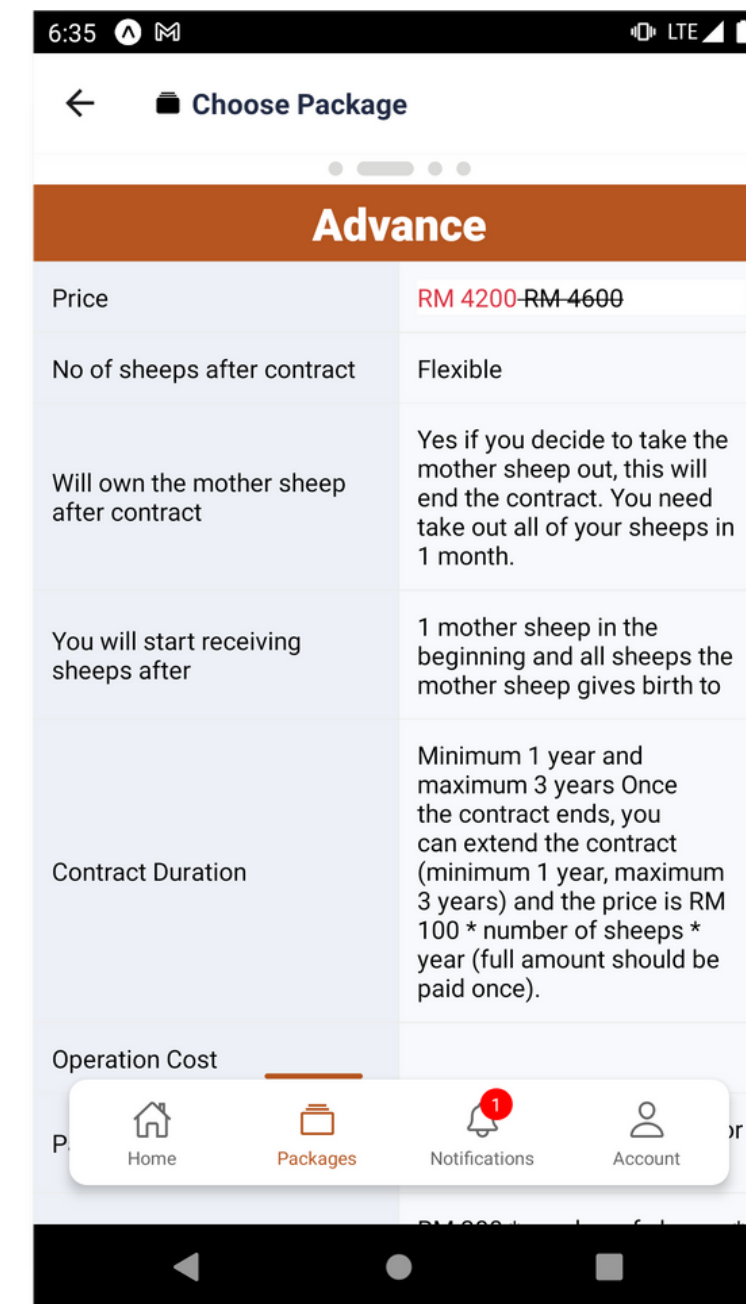 6:35
LTE
Choose Package
Advance
Price
RM 4200 RM 4600
No of sheeps after contract
Flexible
Will own the mother sheep
after contract
Yes if you decide to take the
mother sheep out, this will
end the contract. You need
take out all of your sheeps in
1 month.
You will start receiving
sheeps after
1 mother sheep in the
beginning and all sheeps the
mother sheep gives birth to
Contract Duration
Minimum 1 year and
maximum 3 years Once
the contract ends, you
can extend the contract
(minimum 1 year, maximum
3 years) and the price is RM
100 * number of sheeps *
year (full amount should be
paid once).
Operation Cost
1
Home
Packages
Notifications
Account